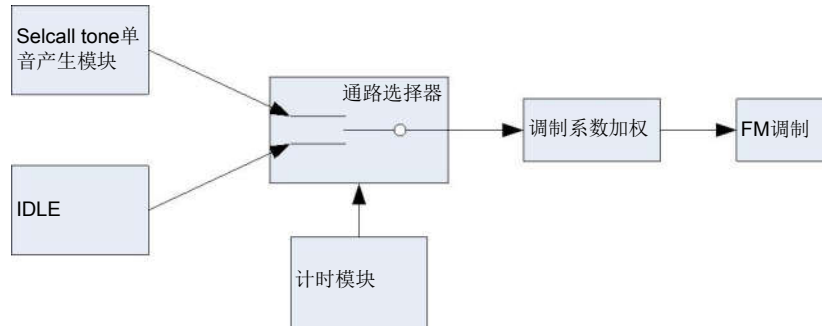 Selcall tone单
音产生模块
通路选择器
调制系数加权
FM调制
IDLE
计时模块